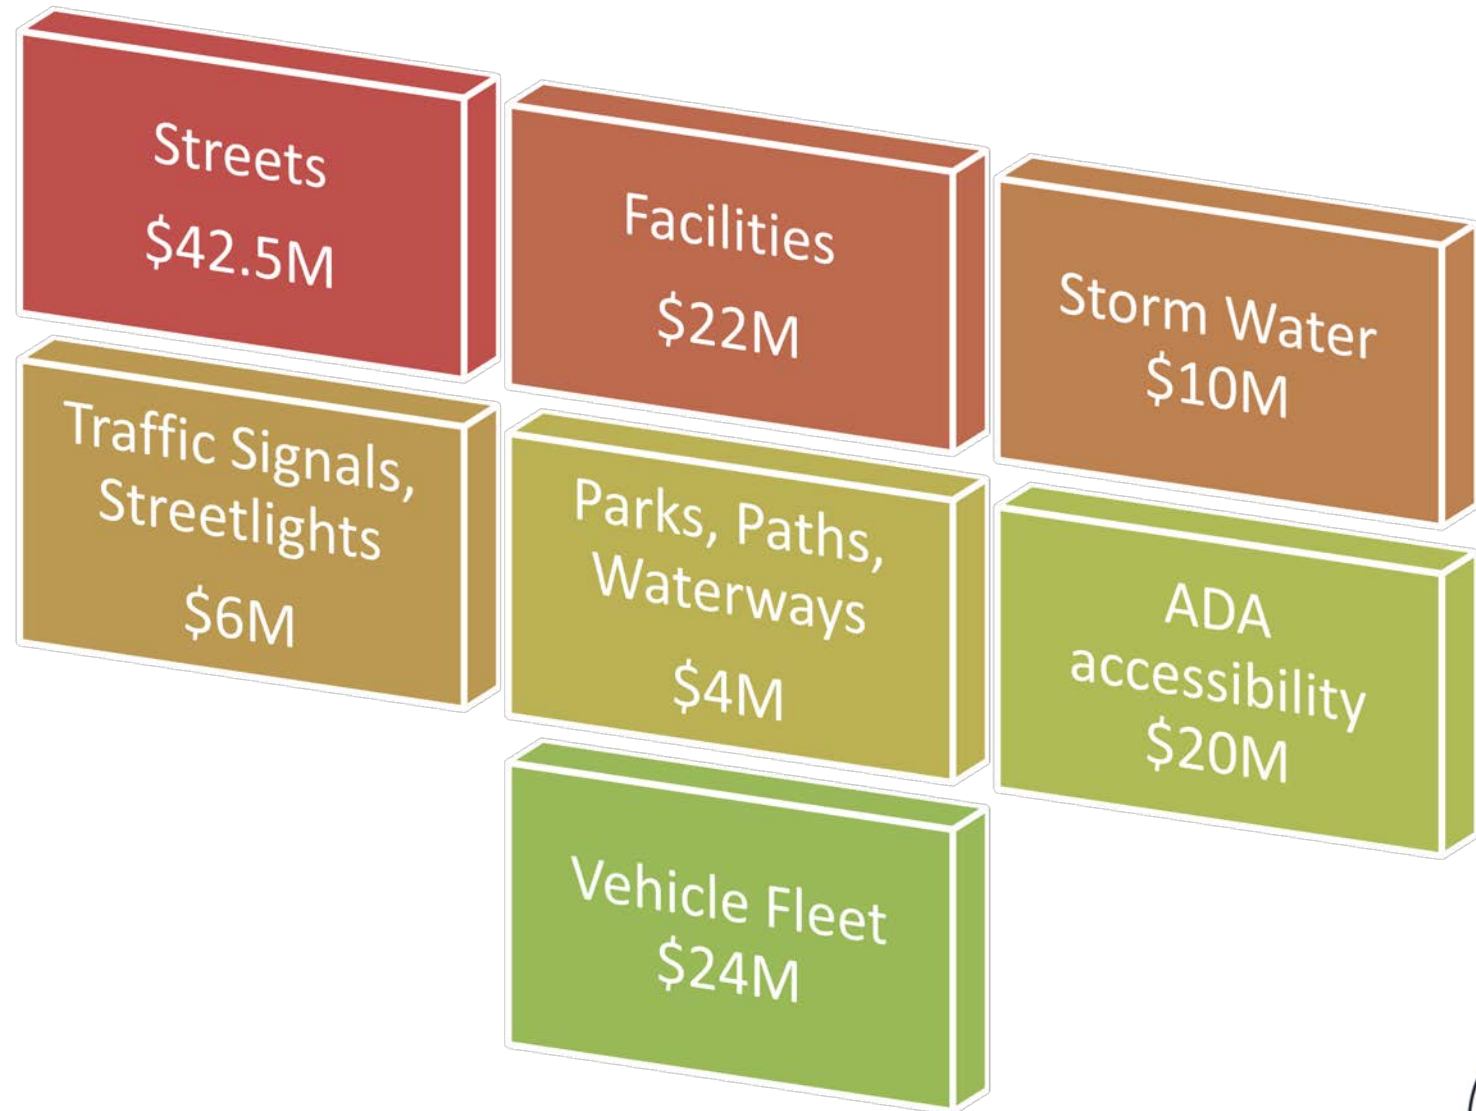 Streets
$42.5M
Facilities
$22M
Storm Water
$10M
Traffic Signals,
Streetlights
$6M
Parks, Paths,
Waterways
$4M
ADA
accessibility
$20M
Vehicle Fleet
$24M